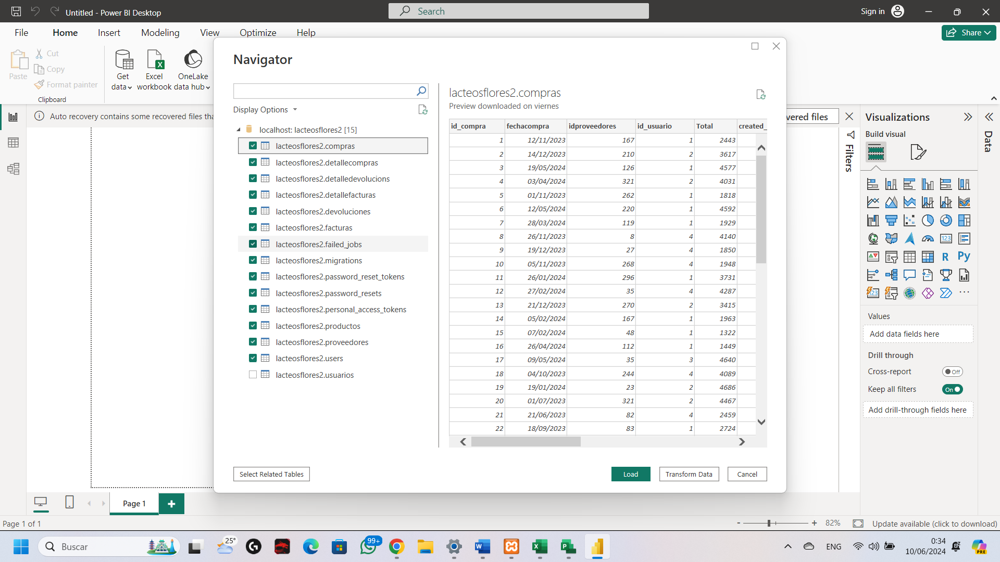 Untitled - Power BI Desktop
Search
Sign in
File
Home
Insert
Modeling
View
Optimize
Help
Share
Paste
Cut
Copy
Format painter
Clipboard
Get data
Excel workbook
OneLake data hub
Auto recovery contains some recovered files tha
vered files
Navigator
Display Options
localhost: lacteosflores2 [15]
lacteosflores2.compras
lacteosflores2.detallecompras
lacteosflores2.detalledevolucions
lacteosflores2.detallefacturas
lacteosflores2.devoluciones
lacteosflores2.facturas
lacteosflores2.failed_jobs
lacteosflores2.migrations
lacteosflores2.password_reset_tokens
lacteosflores2.password_resets
lacteosflores2.personal_access_tokens
lacteosflores2.productos
lacteosflores2.proveedores
lacteosflores2.users
lacteosflores2.usuarios
Select Related Tables
lacteosflores2.compras
Preview downloaded on viernes
id_compra fechacompra idproveedores id_usuario Total created_
1 12/11/2023 167 1 2443
2 14/12/2023 210 2 3617
3 19/05/2024 126 1 4577
4 03/04/2024 321 2 4031
5 01/11/2023 262 1 1818
6 12/05/2024 220 1 4592
7 28/03/2024 119 1 1929
8 26/11/2023 8 4 4140
9 19/12/2023 27 4 1850
10 05/11/2023 268 4 1948
11 26/01/2024 296 1 3731
12 27/02/2024 35 4 4287
13 21/12/2023 270 2 3415
14 05/02/2024 167 1 1963
15 07/02/2024 48 1 1322
16 26/04/2024 112 1 1449
17 09/05/2024 35 3 4640
18 04/10/2023 244 4 4089
19 19/01/2024 23 2 4686
20 01/07/2023 321 2 4467
21 21/06/2023 82 4 2459
22 18/09/2023 83 1 2724
Load
Transform Data
Cancel
Filters
Visualizations
Build visual
123
R
Py
123
Values
Add data fields here
Drill through
Cross-report
Off
Keep all filters
On
Add drill-through fields here
Data
Page 1
Page 1 of 1
- + 82%
Update available (click to download)
Buscar
25°
99+
ENG
0:34
10/06/2024
PRE